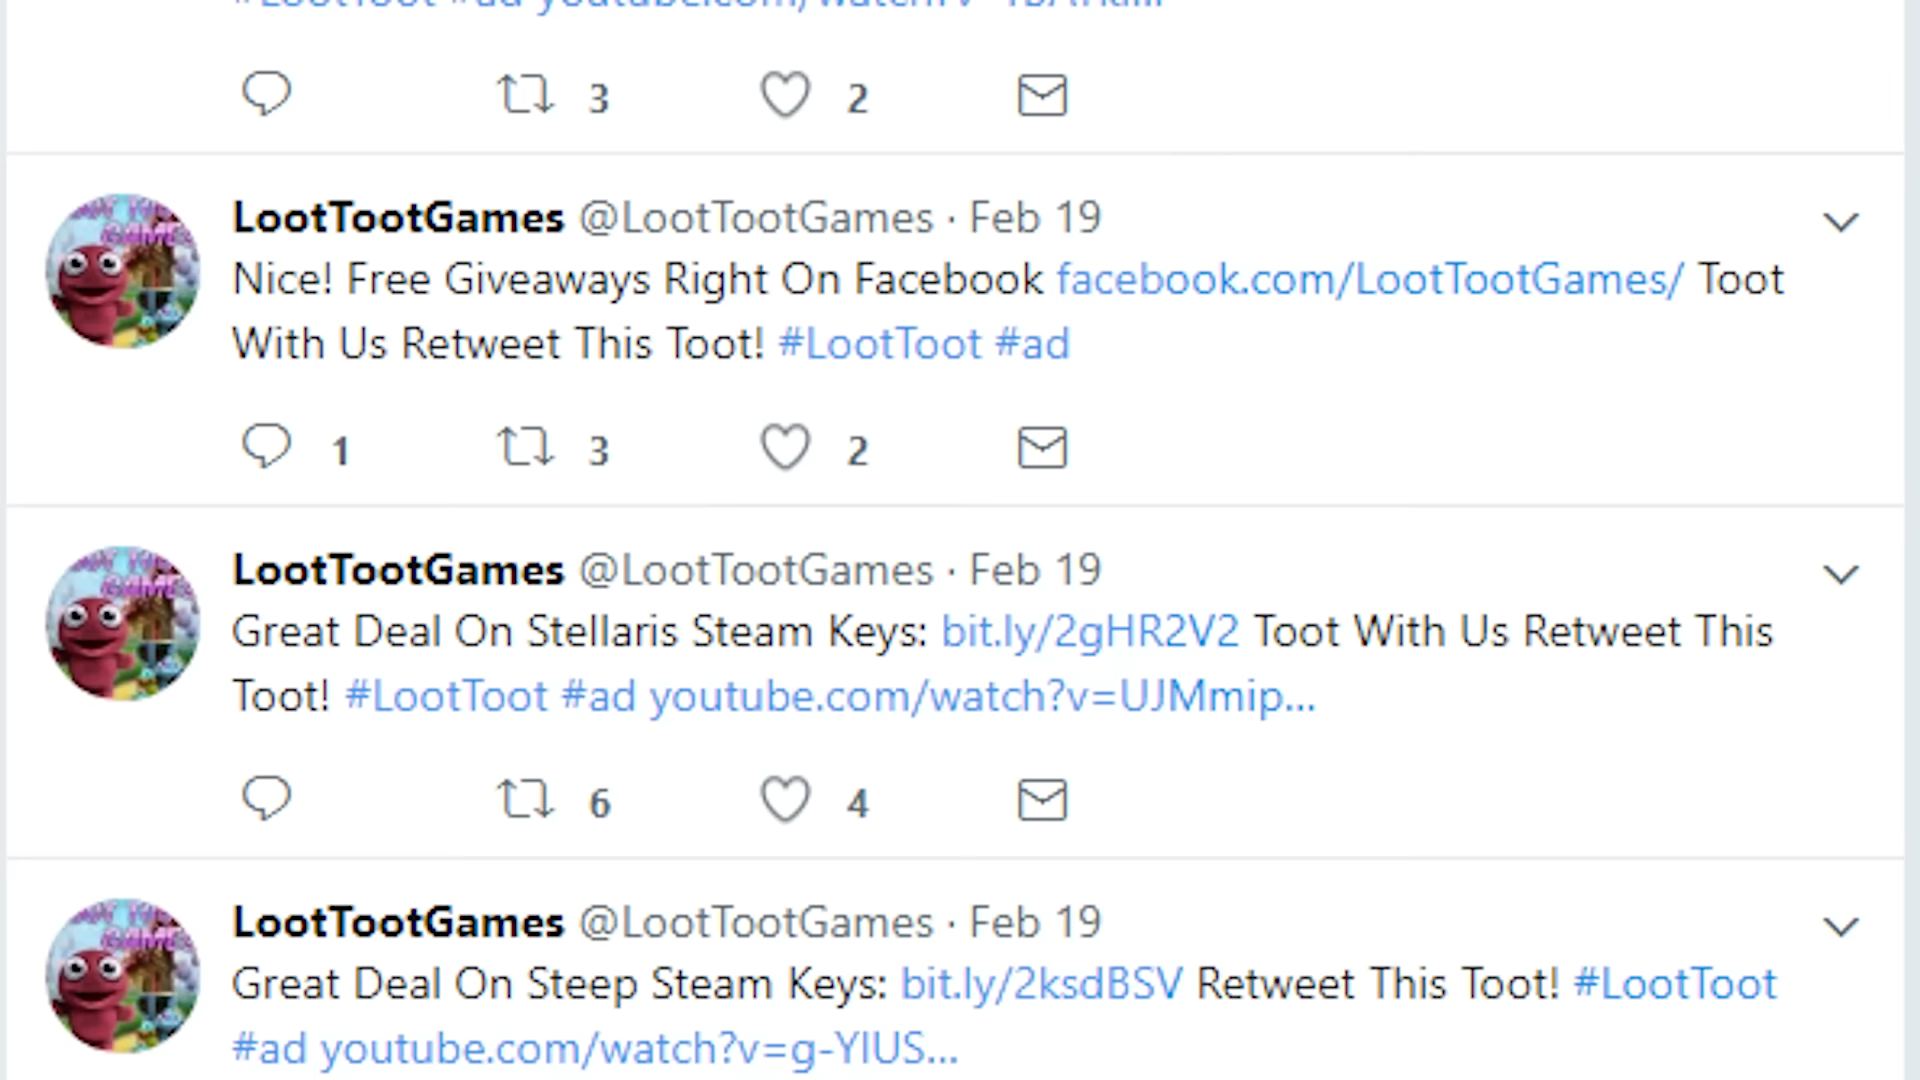 #LootToot #ad
3 2
LootTootGames @LootTootGames · Feb 19
Nice! Free Giveaways Right On Facebook facebook.com/LootTootGames/ Toot
With Us Retweet This Toot! #LootToot #ad
1 3 2
LootTootGames @LootTootGames · Feb 19
Great Deal On Stellaris Steam Keys: bit.ly/2gHR2V2 Toot With Us Retweet This
Toot! #LootToot #ad youtube.com/watch?v=UJMmip...
6 4
LootTootGames @LootTootGames · Feb 19
Great Deal On Steep Steam Keys: bit.ly/2ksdBSV Retweet This Toot! #LootToot
#ad youtube.com/watch?v=g-YlUS...